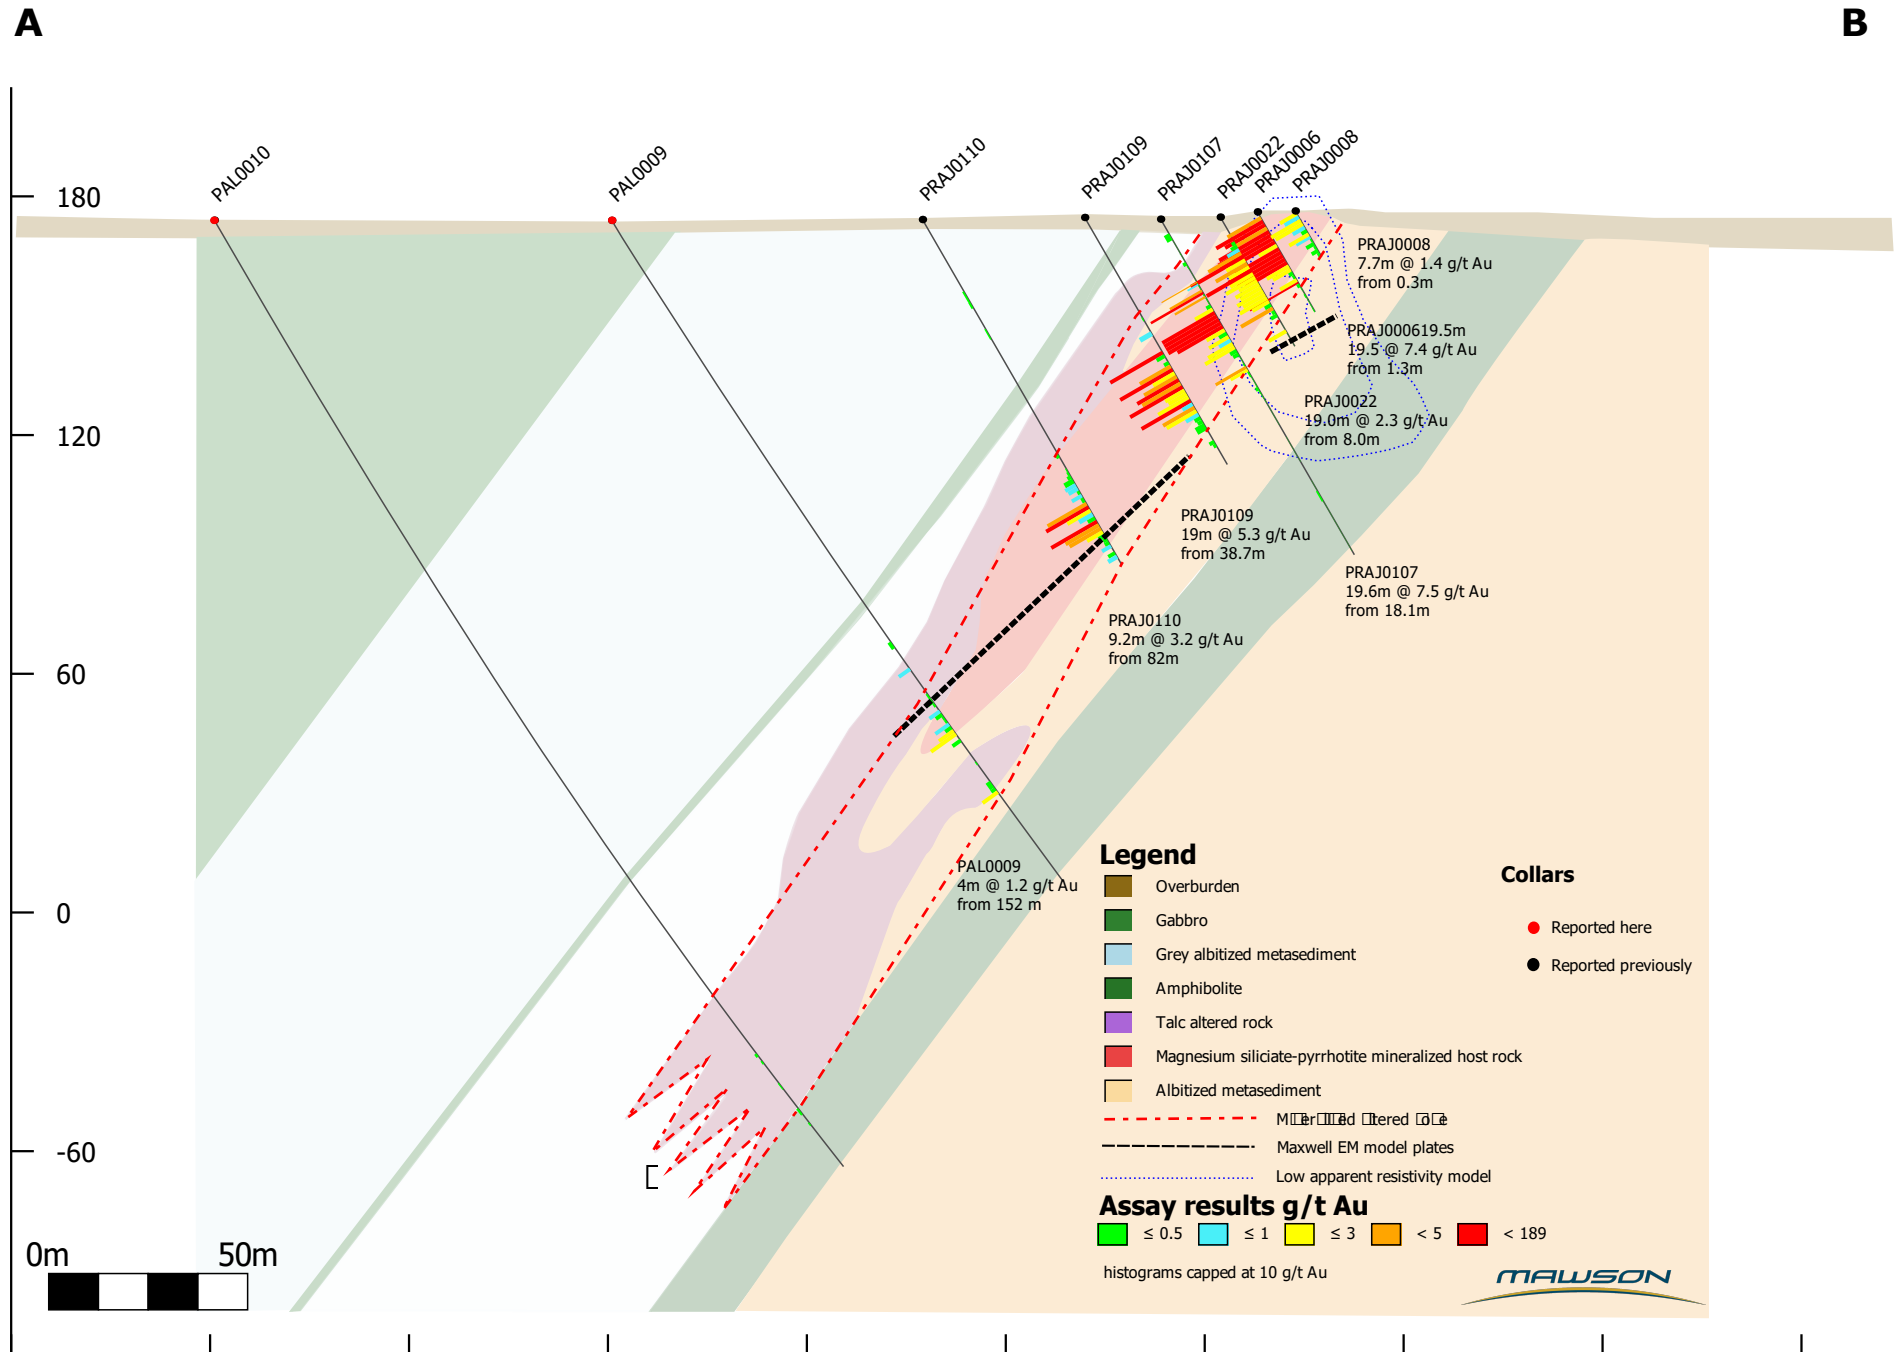 A
B
PAL0010
PAL0009
PRAJ0110
PRAJ0109
PRAJ0107
PRAJ0022
PRAJ0006
PRAJ0008
180
120
60
0
-60
PRAJ0008
7.7m @ 1.4 g/t Au
from 0.3m
PRAJ000619.5m
19.5 @ 7.4 g/t Au
from 1.3m
PRAJ0022
19.0m @ 2.3 g/t Au
from 8.0m
PRAJ0109
19m @ 5.3 g/t Au
from 38.7m
PRAJ0107
19.6m @ 7.5 g/t Au
from 18.1m
PRAJ0110
9.2m @ 3.2 g/t Au
from 82m
PAL0009
4m @ 1.2 g/t Au
from 152 m
Legend
Overburden
Gabbro
Grey albitized metasediment
Amphibolite
Talc altered rock
Magnesium siliciate-pyrrhotite mineralized host rock
Albitized metasediment
Maxwell EM model plates
Low apparent resistivity model
Collars
Reported here
Reported previously
Assay results g/t Au
≤ 0.5 ≤ 1 ≤ 3 < 5 < 189
histograms capped at 10 g/t Au
MAWSON
0m 50m